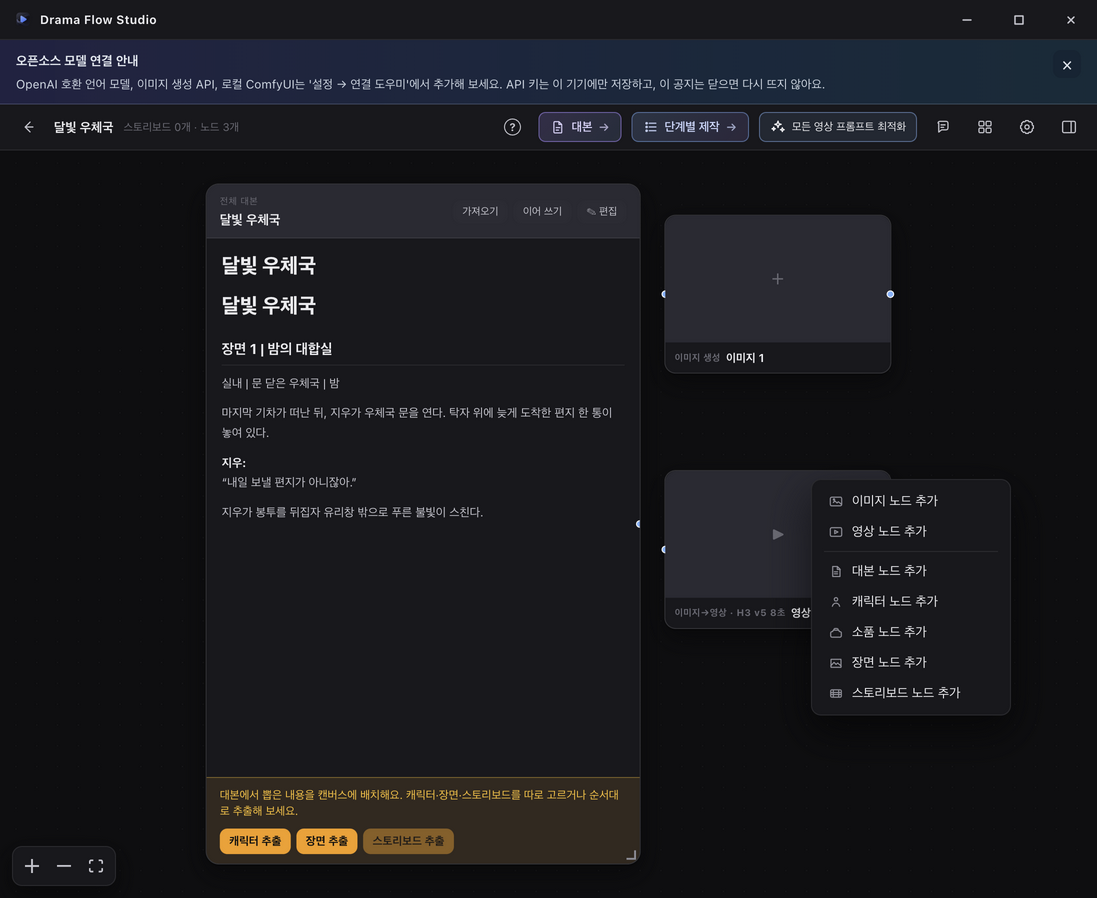 Drama Flow Studio
오픈소스 모델 연결 안내
OpenAI 호환 언어 모델, 이미지 생성 API, 로컬 ComfyUI는 '설정 → 연결 도우미'에서 추가해 보세요. API 키는 이 기기에만 저장하고, 이 공지는 닫으면 다시 뜨지 않아요.
달빛 우체국 스토리보드 0개 · 노드 3개
? 대본 → 단계별 제작 → 모든 영상 프롬프트 최적화
전체 대본
달빛 우체국
가져오기 이어 쓰기 ✎ 편집
달빛 우체국
달빛 우체국
장면 1 | 밤의 대합실
실내 | 문 닫은 우체국 | 밤
마지막 기차가 떠난 뒤, 지우가 우체국 문을 연다. 탁자 위에 늦게 도착한 편지 한 통이
놓여 있다.
지우:
“내일 보낼 편지가 아니잖아.”
지우가 봉투를 뒤집자 유리창 밖으로 푸른 불빛이 스친다.
대본에서 뽑은 내용을 캔버스에 배치해요. 캐릭터·장면·스토리보드를 따로 고르거나 순서대
로 추출해 보세요.
캐릭터 추출 장면 추출 스토리보드 추출
이미지 생성 이미지 1
이미지→영상 · H3 v5 8초 영상
이미지 노드 추가
영상 노드 추가
대본 노드 추가
캐릭터 노드 추가
소품 노드 추가
장면 노드 추가
스토리보드 노드 추가